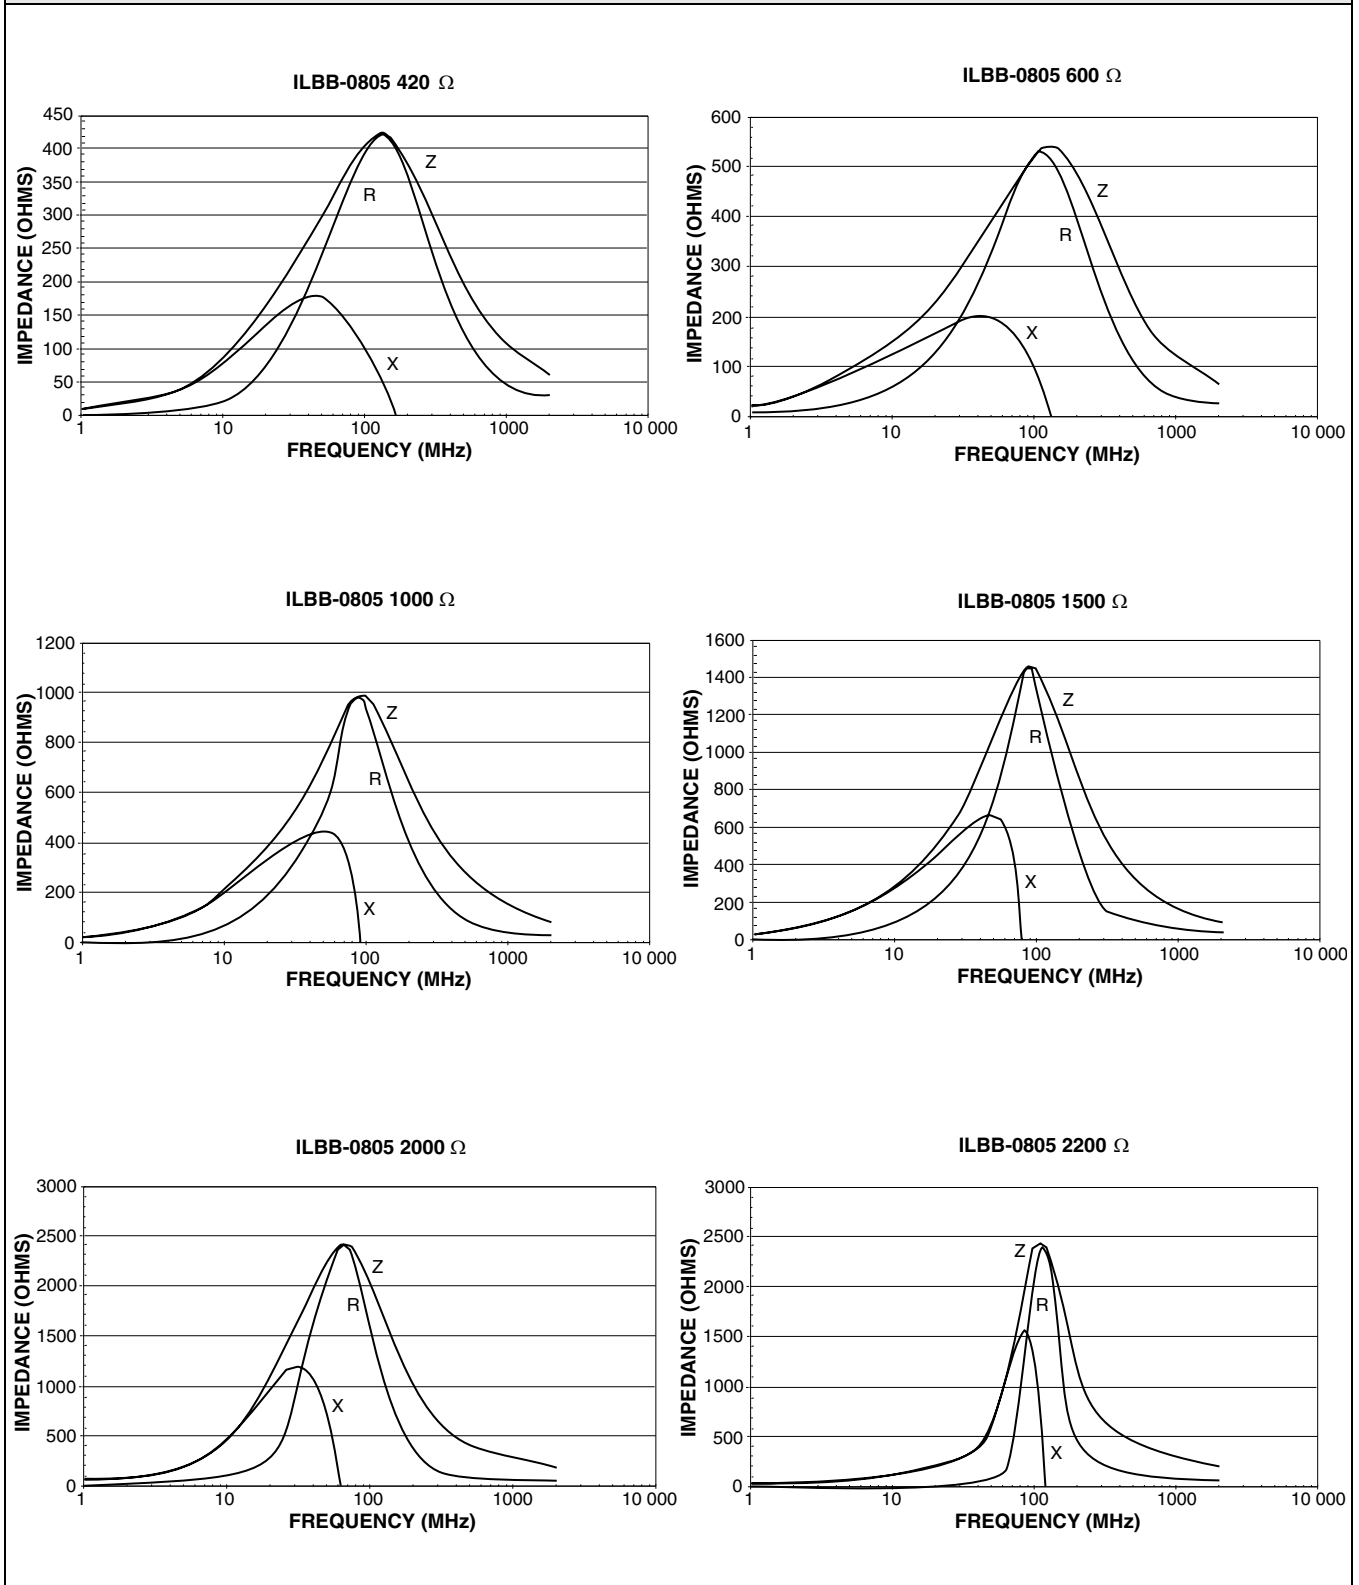 ILBB-0805 420 Ω
450
400
350
300
250
200
150
100
50
0
1
10
100
1000
10 000
Z
R
X
IMPEDANCE (OHMS)
FREQUENCY (MHz)
ILBB-0805 600 Ω
600
500
400
300
200
100
0
1
10
100
1000
10 000
Z
R
X
IMPEDANCE (OHMS)
FREQUENCY (MHz)
ILBB-0805 1000 Ω
1200
1000
800
600
400
200
0
1
10
100
1000
10 000
Z
R
X
IMPEDANCE (OHMS)
FREQUENCY (MHz)
ILBB-0805 1500 Ω
1600
1400
1200
1000
800
600
400
200
0
1
10
100
1000
10 000
Z
R
X
IMPEDANCE (OHMS)
FREQUENCY (MHz)
ILBB-0805 2000 Ω
3000
2500
2000
1500
1000
500
0
1
10
100
1000
10 000
Z
R
X
IMPEDANCE (OHMS)
FREQUENCY (MHz)
ILBB-0805 2200 Ω
3000
2500
2000
1500
1000
500
0
1
10
100
1000
10 000
Z
R
X
IMPEDANCE (OHMS)
FREQUENCY (MHz)